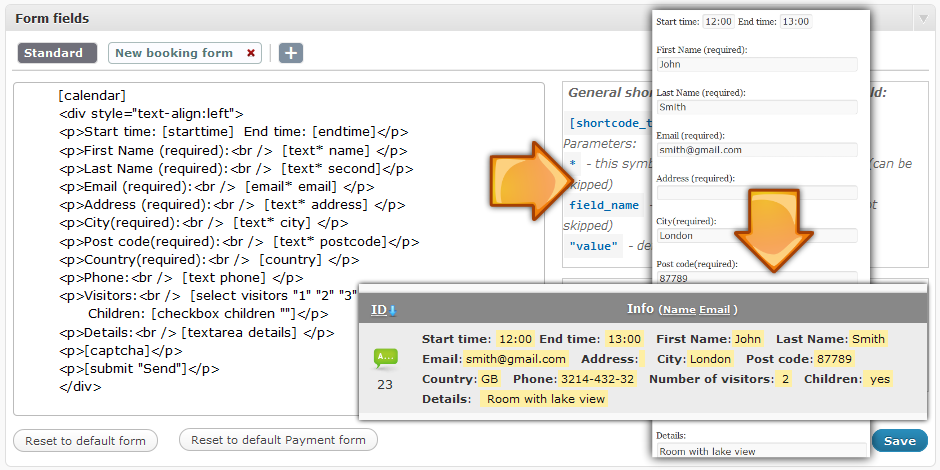 Form fields
Standard
New booking form
[calendar]
<div style="text-align:left">
<p>Start time: [starttime]  End time: [endtime]</p>
<p>First Name (required):<br />  [text* name] </p>
<p>Last Name (required):<br />  [text* second]</p>
<p>Email (required):<br />  [email* email] </p>
<p>Address (required):<br />  [text* address] </p>
<p>City(required):<br />  [text* city] </p>
<p>Post code(required):<br />  [text* postcode]</p>
<p>Country(required):<br />  [country] </p>
<p>Phone:<br />  [text phone] </p>
<p>Visitors:<br />  [select visitors "1" "2" "3"
Children: [checkbox children ""]</p>
<p>Details:<br /> [textarea details] </p>
<p>[captcha]</p>
<p>[submit "Send"]</p>
</div>
Reset to default form
Reset to default Payment form
General
ld:
[shortcode_t
Parameters:
* - this symb
(can be
skipped)
field_name -
ot
skipped)
"value" - de
Start time: 12:00 End time: 13:00
First Name (required):
John
Last Name (required):
Smith
Email (required):
smith@gmail.com
Address (required):
City(required):
London
Post code(required):
87789
ID
Info (Name Email )
A...
23
Start time: 12:00 End time: 13:00 First Name: John Last Name: Smith
Email: smith@gmail.com Address: City: London Post code: 87789
Country: GB Phone: 3214-432-32 Number of visitors: 2 Children: yes
Details: Room with lake view
Details:
Room with lake view
Save